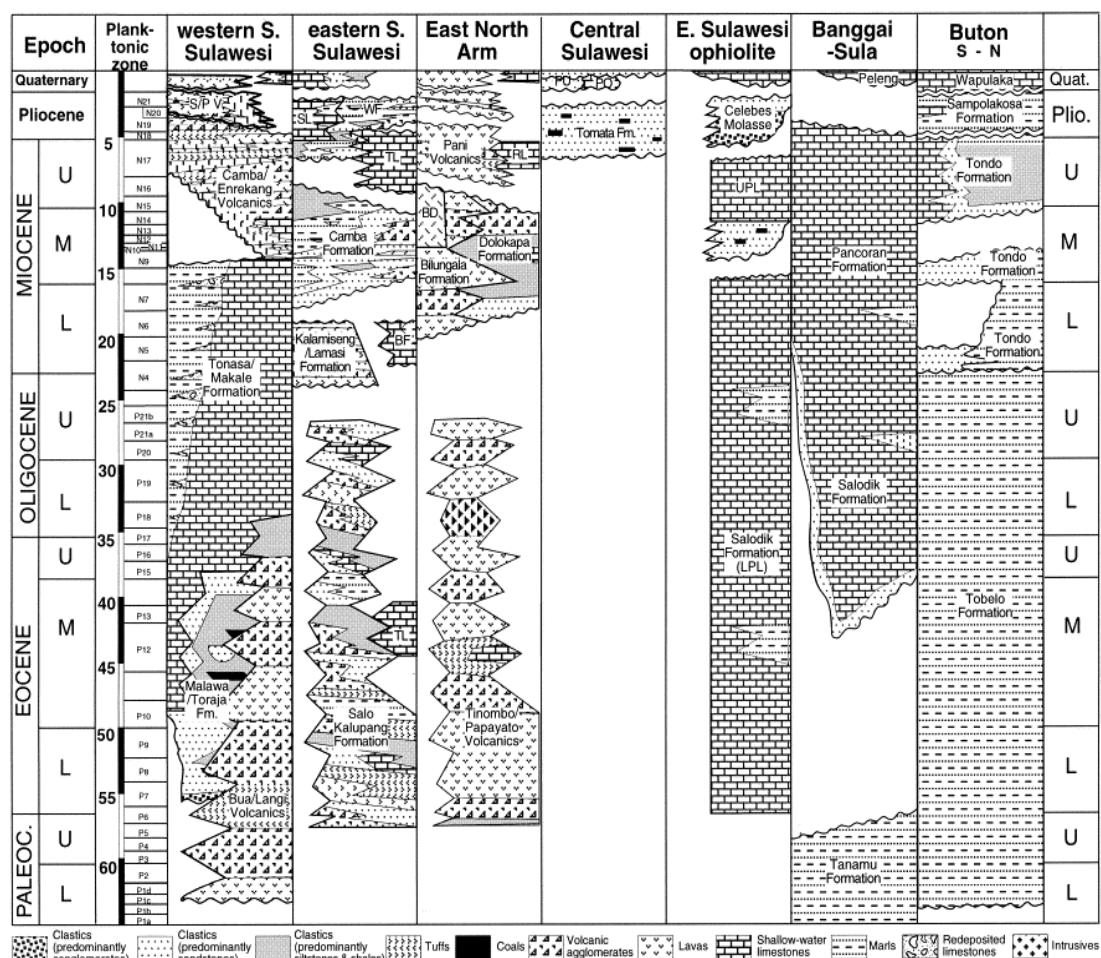 Epoch
Plank-
tonic
zone
western S.
Sulawesi
eastern S.
Sulawesi
East North
Arm
Central
Sulawesi
E. Sulawesi
ophiolite
Banggai
-Sula
Buton
S - N
Quaternary
Pliocene
MIOCENE
U
M
L
OLIGOCENE
U
L
EOCENE
U
M
L
PALEOC.
U
L
5
10
15
20
25
30
35
40
45
50
55
60
N21
N20
N19
N18
N17
N16
N15
N14
N13
N12
N10
N9
N7
N6
N5
N4
P21b
P21a
P20
P19
P18
P17
P16
P15
P13
P12
P10
P9
P8
P7
P6
P5
P4
P3
P2
P1d
P1c
P1b
P1a
S/P V
Camba/
Enrekang
Volcanics
Tonasa/
Makale
Formation
Malawa
/Toraja
Fm.
Bua/Langi
Volcanics
SL
WF
TL
Camba
Formation
Kalamiseng
/Lamasi
Formation
BF
TL
Salo
Kalupang
Formation
Pani
Volcanics
RL
BD
Dolokapa
Formation
Bilungala
Formation
Tinombo/
Papayato
Volcanics
Tomata Fm.
Celebes
Molasse
UPL
Salodik
Formation
(LPL)
Peleng
Pancoran
Formation
Salodik
Formation
Tanamu
Formation
Wapulaka
Sampolakosa
Formation
Tondo
Formation
Tondo
Formation
Tondo
Formation
Tobelo
Formation
Quat.
Plio.
U
M
L
U
L
U
M
L
U
L
Clastics
(predominantly
conglomerates)
Clastics
(predominantly
sandstones)
Clastics
(predominantly
siltstones & shales)
Tuffs
Coals
Volcanic
agglomerates
Lavas
Shallow-water
limestones
Marls
Redeposited
limestones
Intrusives